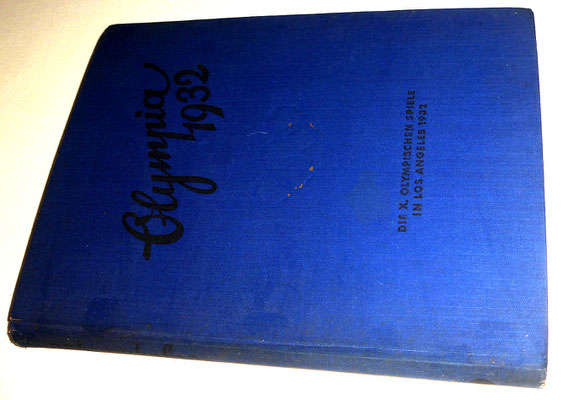 Olympia
1932
DIE X. OLYMPISCHEN SPIELE
IN LOS ANGELES 1932